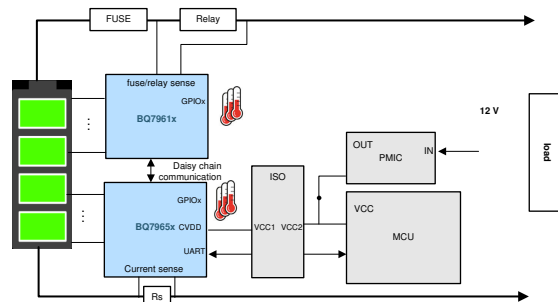 FUSE
Relay
fuse/relay sense
GPIOx
BQ7961x
12 V
load
Daisy chain
communication
OUT
IN
PMIC
ISO
GPIOx
BQ7965x
CVDD
VCC1
VCC2
VCC
UART
MCU
Current sense
Rs